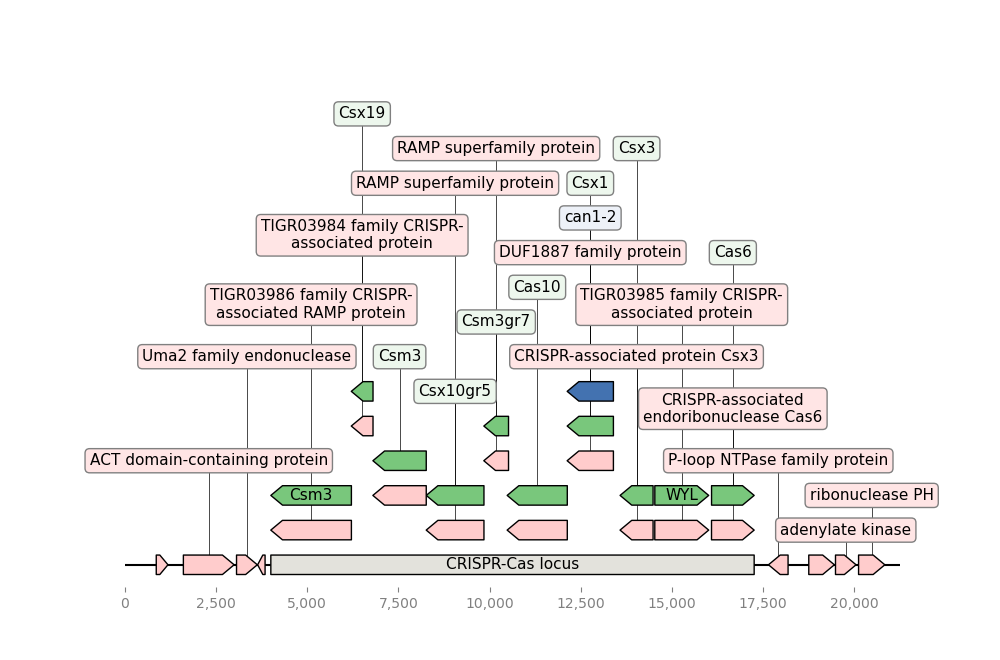 Csx19
RAMP superfamily protein
Csx3
RAMP superfamily protein
Csx1
can1-2
TIGR03984 family CRISPR-
associated protein
DUF1887 family protein
Cas6
Cas10
TIGR03986 family CRISPR-
associated RAMP protein
TIGR03985 family CRISPR-
associated protein
Csm3gr7
Uma2 family endonuclease
Csm3
CRISPR-associated protein Csx3
Csx10gr5
CRISPR-associated
endoribonuclease Cas6
ACT domain-containing protein
P-loop NTPase family protein
Csm3
WYL
ribonuclease PH
adenylate kinase
CRISPR-Cas locus
0
2,500
5,000
7,500
10,000
12,500
15,000
17,500
20,000